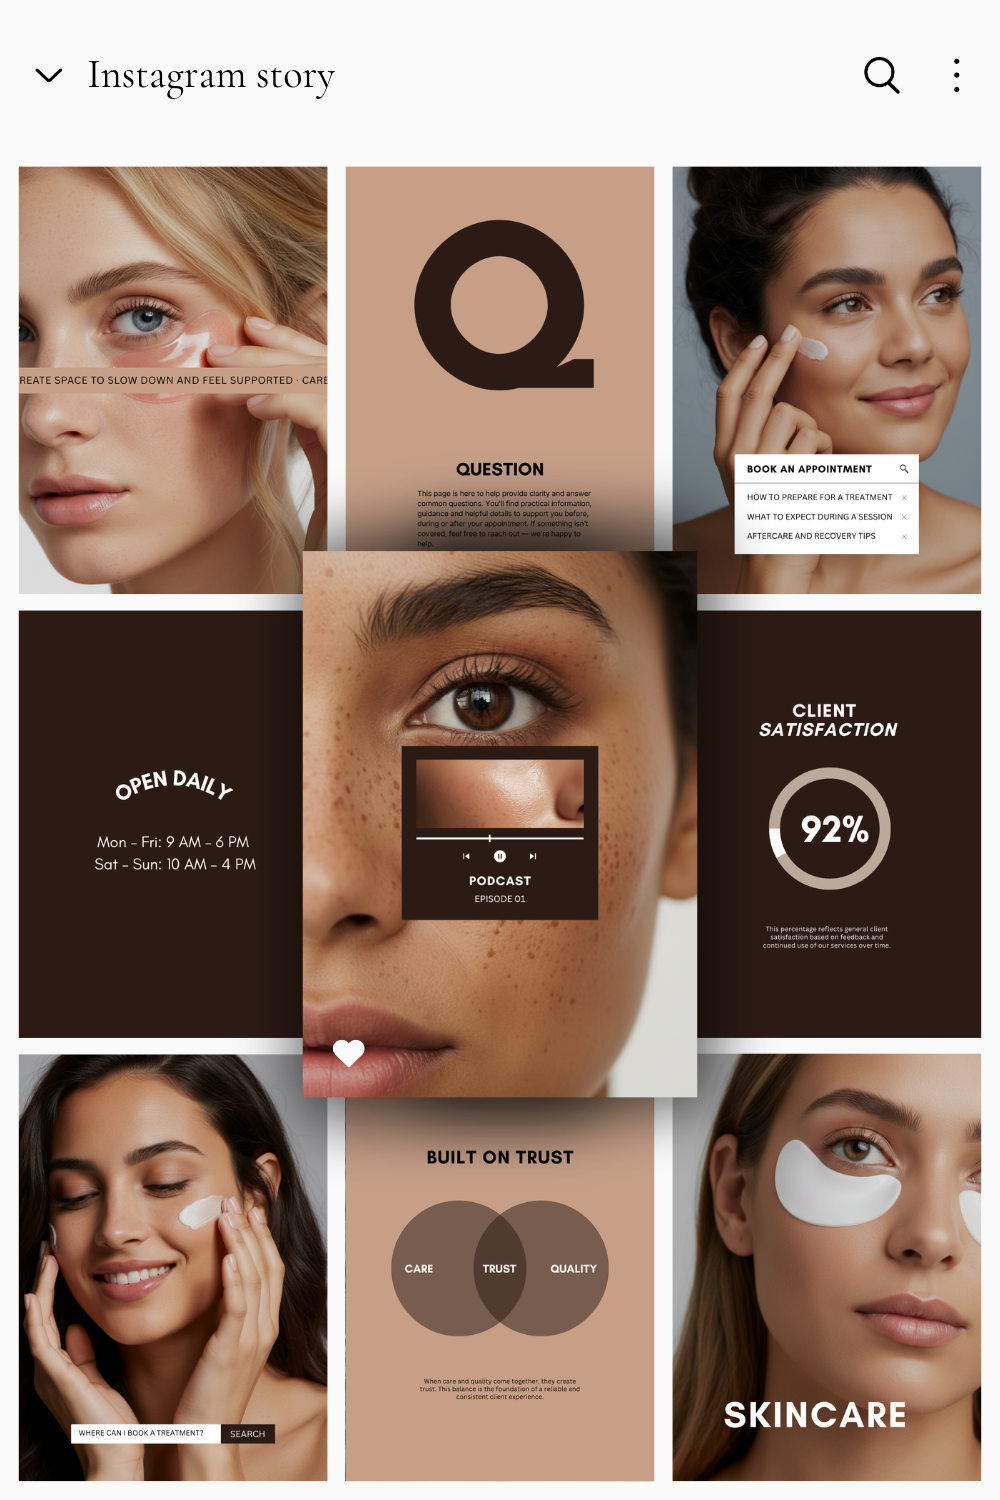 Instagram story
REATE SPACE TO SLOW DOWN AND FEEL SUPPORTED · CARE
Q
QUESTION
This page is here to help provide clarity and answer
common questions. You'll find practical information,
guidance and helpful details to support you before,
during or after your appointment. If something isn't
covered, feel free to reach out — we're happy to
help.
BOOK AN APPOINTMENT
HOW TO PREPARE FOR A TREATMENT ×
WHAT TO EXPECT DURING A SESSION ×
AFTERCARE AND RECOVERY TIPS ×
OPEN DAILY
Mon - Fri: 9 AM - 6 PM
Sat - Sun: 10 AM - 4 PM
PODCAST
EPISODE 01
CLIENT
SATISFACTION
92%
This percentage reflects general client
satisfaction based on feedback and
continued use of our services over time.
WHERE CAN I BOOK A TREATMENT?
SEARCH
BUILT ON TRUST
CARE TRUST QUALITY
When care and quality come together, they create
trust. This balance is the foundation of a reliable and
consistent client experience.
SKINCARE